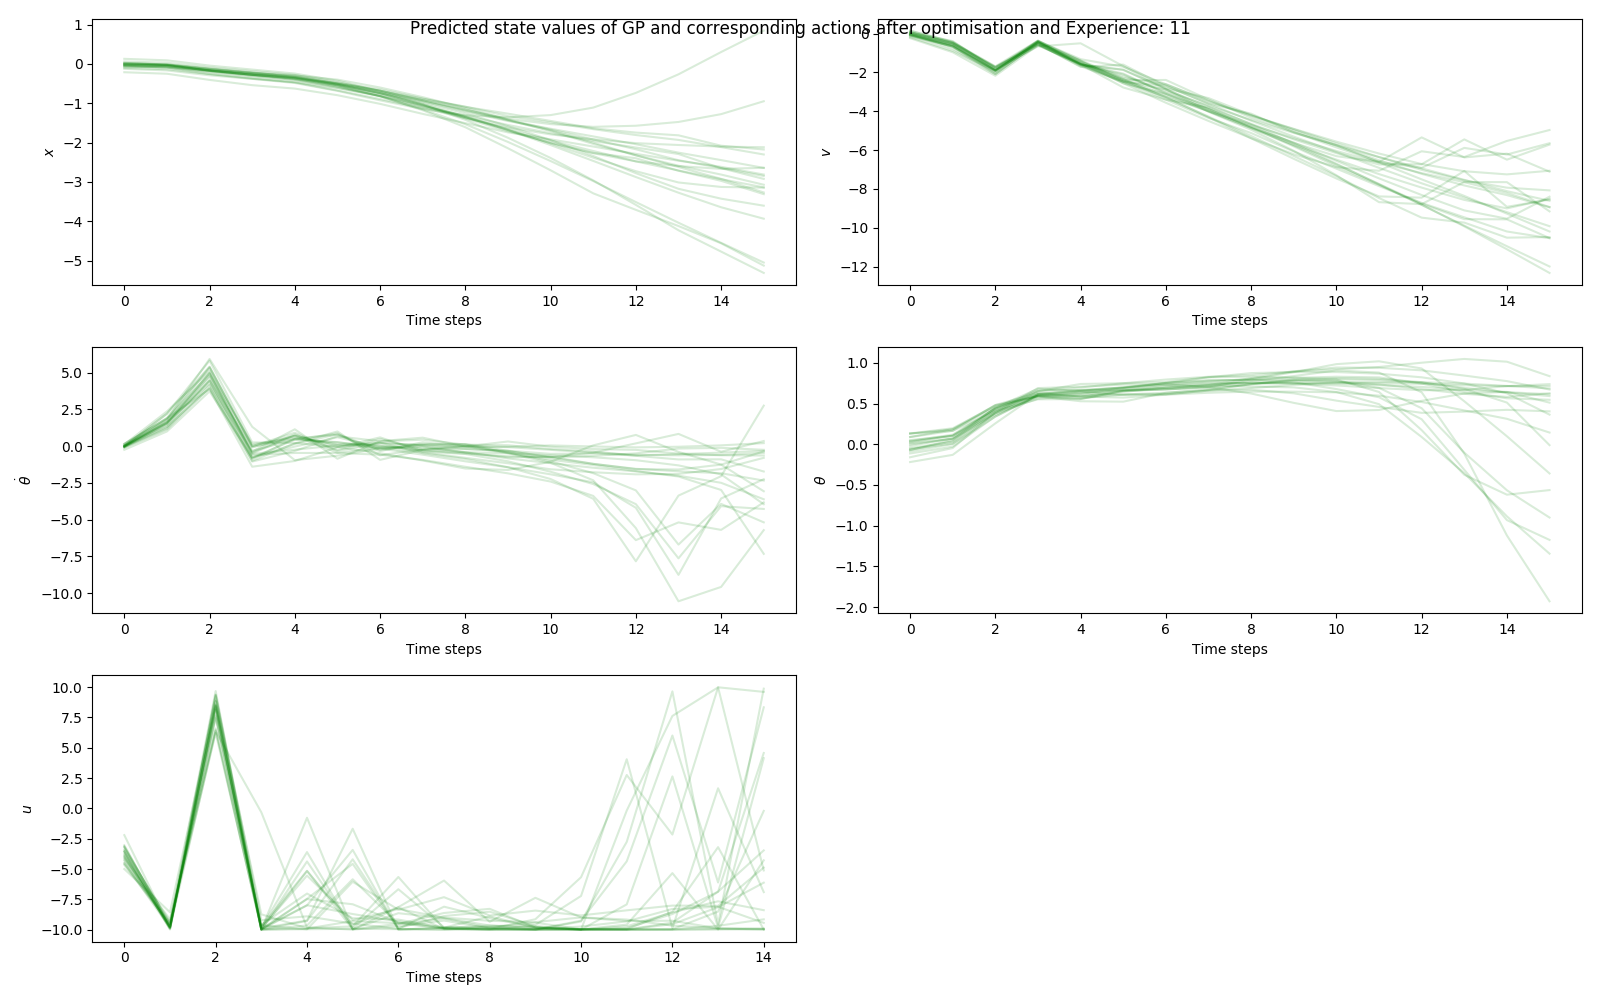 Predicted state values of GP and corresponding actions after optimisation and Experience: 11
1
0
−1
−2
−3
−4
−5
x
0 2 4 6 8 10 12 14
Time steps
0
−2
−4
−6
−8
−10
−12
v
0 2 4 6 8 10 12 14
Time steps
5.0
2.5
0.0
−2.5
−5.0
−7.5
−10.0
θ̇
0 2 4 6 8 10 12 14
Time steps
1.0
0.5
0.0
−0.5
−1.0
−1.5
−2.0
θ
0 2 4 6 8 10 12 14
Time steps
10.0
7.5
5.0
2.5
0.0
−2.5
−5.0
−7.5
−10.0
u
0 2 4 6 8 10 12 14
Time steps